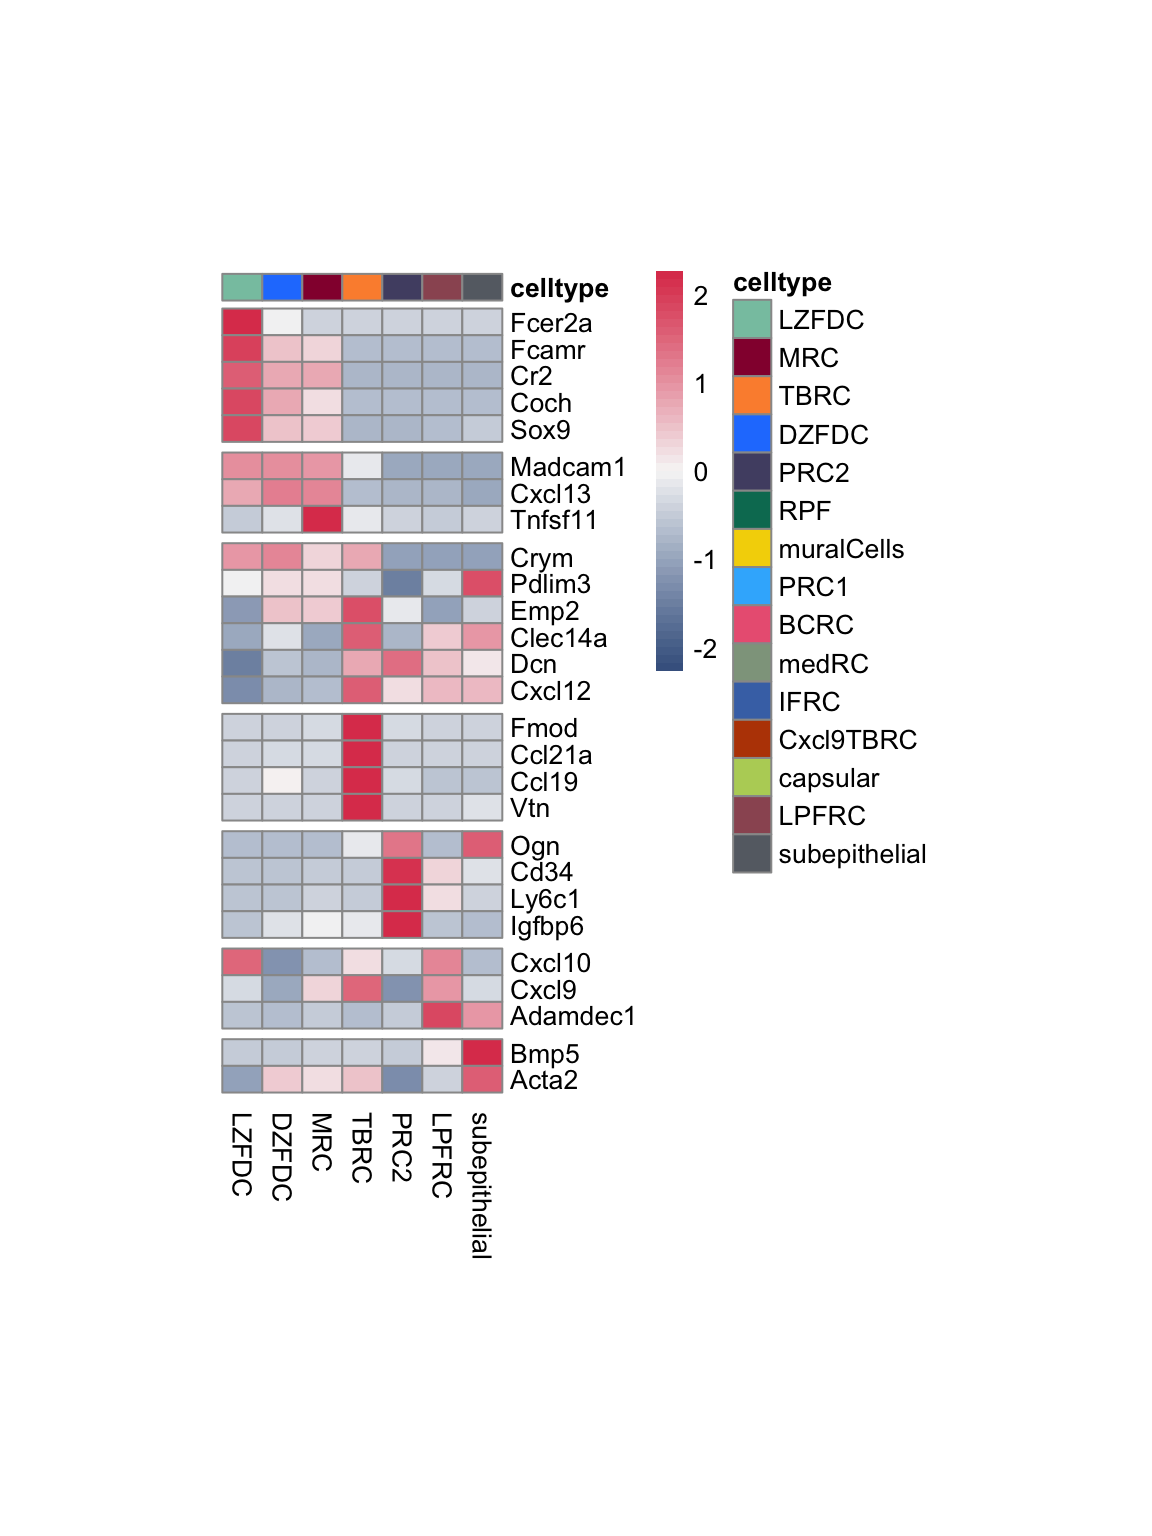 celltype
Fcer2a
Fcamr
Cr2
Coch
Sox9
Madcam1
Cxcl13
Tnfsf11
Crym
Pdlim3
Emp2
Clec14a
Dcn
Cxcl12
Fmod
Ccl21a
Ccl19
Vtn
Ogn
Cd34
Ly6c1
Igfbp6
Cxcl10
Cxcl9
Adamdec1
Bmp5
Acta2
LZFDC
DZFDC
MRC
TBRC
PRC2
LPFRC
subepithelial
2
1
0
-1
-2
celltype
LZFDC
MRC
TBRC
DZFDC
PRC2
RPF
muralCells
PRC1
BCRC
medRC
IFRC
Cxcl9TBRC
capsular
LPFRC
subepithelial